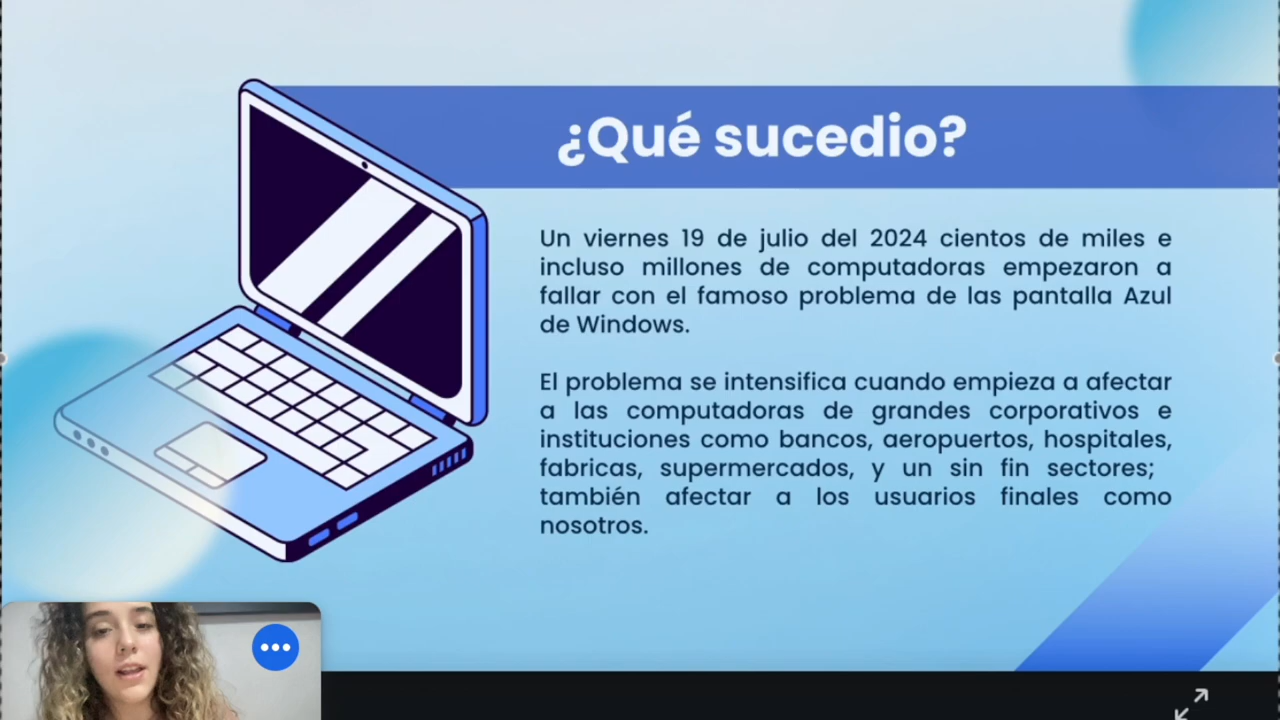 ¿Qué sucedio?
Un viernes 19 de julio del 2024 cientos de miles e
incluso millones de computadoras empezaron a
fallar con el famoso problema de las pantalla Azul
de Windows.
El problema se intensifica cuando empieza a afectar
a las computadoras de grandes corporativos e
instituciones como bancos, aeropuertos, hospitales,
fabricas, supermercados, y un sin fin sectores;
también afectar a los usuarios finales como
nosotros.